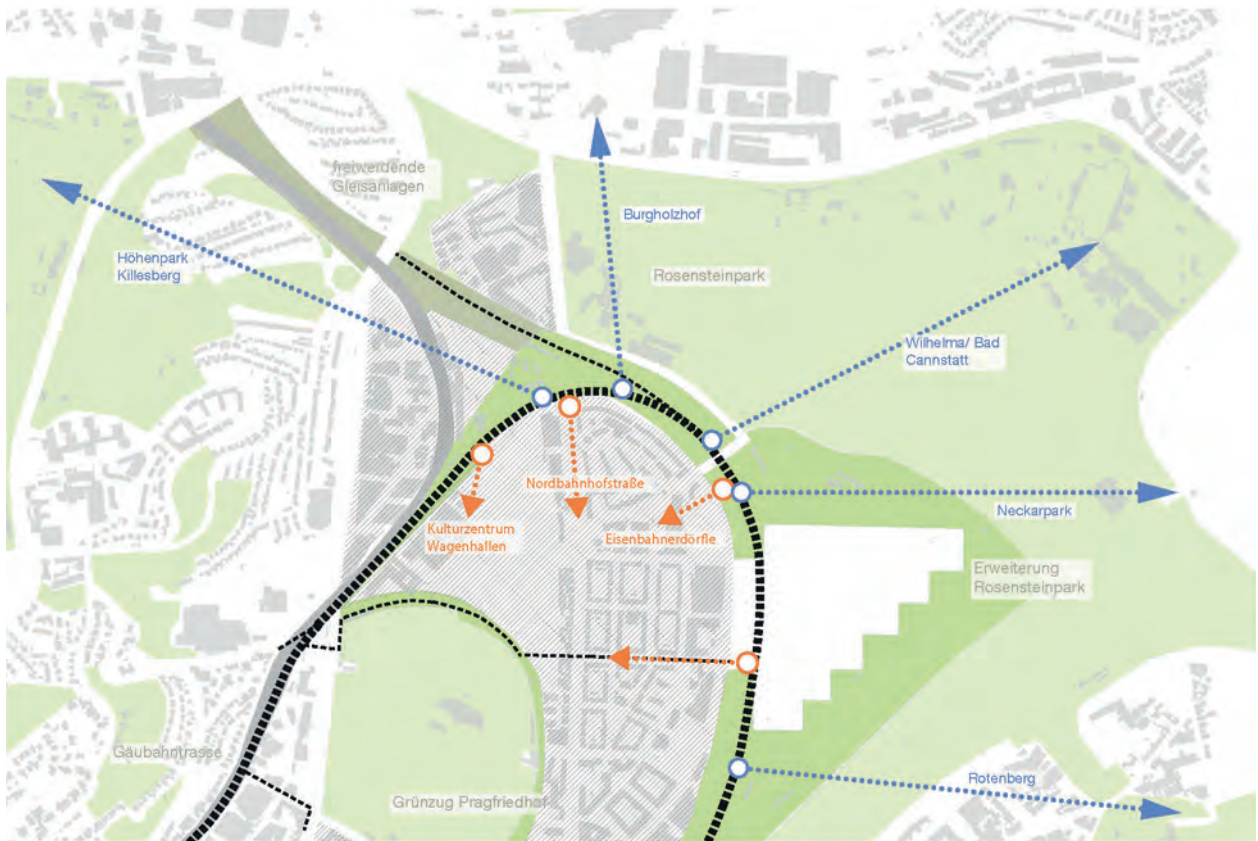 freiwerdende
Gleisanlagen
Burgholzhof
Höhenpark
Killesberg
Rosensteinpark
Wilhelma/ Bad
Cannstatt
Nordbahnhofstraße
Neckarpark
Kulturzentrum
Wagenhallen
Eisenbahnerdörfle
Erweiterung
Rosensteinpark
Gäubahntrasse
Rotenberg
Grünzug Pragfriedhof